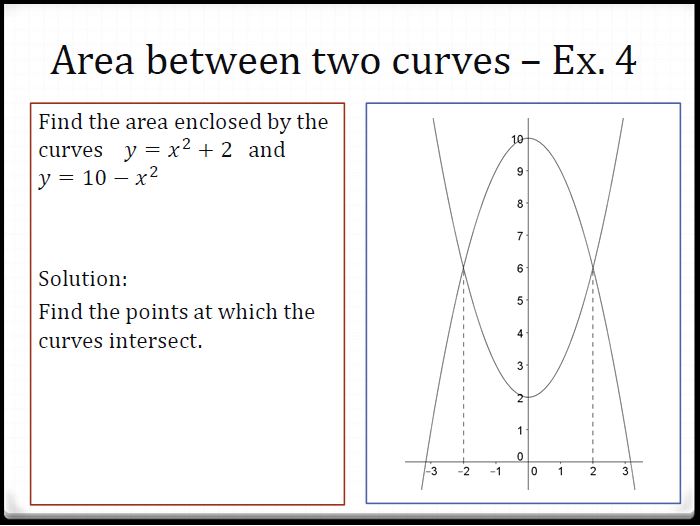 Area between two curves – Ex. 4
Find the area enclosed by the
curves y = x² + 2 and
y = 10 − x²
Solution:
Find the points at which the
curves intersect.
10
9
8
7
6
5
4
3
2
1
0
−3 −2 −1 0 1 2 3